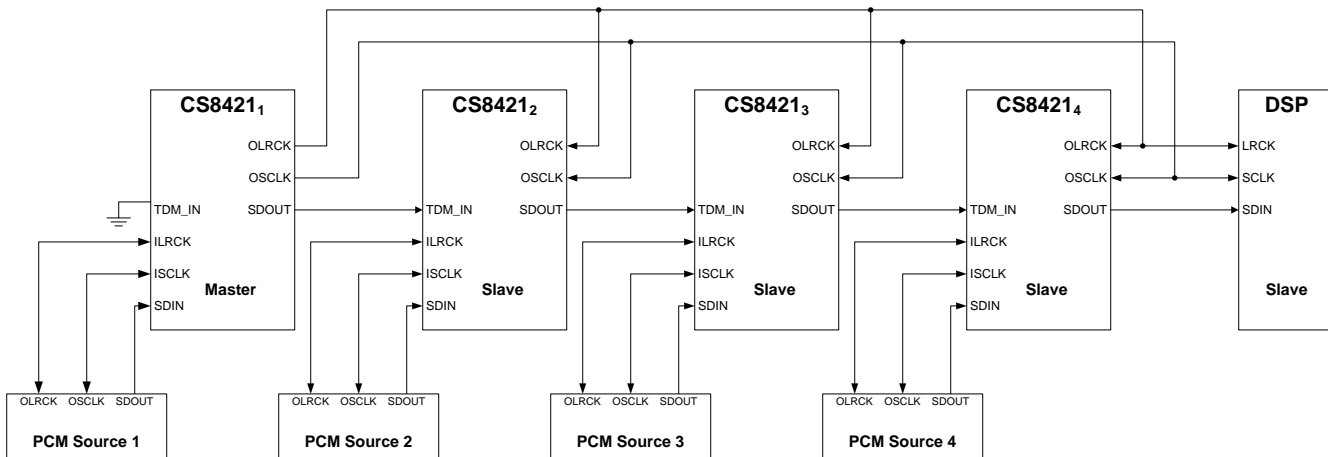 CS8421₁
OLRCK
OSCLK
TDM_IN
SDOUT
ILRCK
ISCLK
Master
SDIN
CS8421₂
OLRCK
OSCLK
TDM_IN
SDOUT
ILRCK
ISCLK
Slave
SDIN
CS8421₃
OLRCK
OSCLK
TDM_IN
SDOUT
ILRCK
ISCLK
Slave
SDIN
CS8421₄
OLRCK
OSCLK
TDM_IN
SDOUT
ILRCK
ISCLK
Slave
SDIN
DSP
LRCK
SCLK
SDIN
Slave
OLRCK OSCLK SDOUT
PCM Source 1
OLRCK OSCLK SDOUT
PCM Source 2
OLRCK OSCLK SDOUT
PCM Source 3
OLRCK OSCLK SDOUT
PCM Source 4